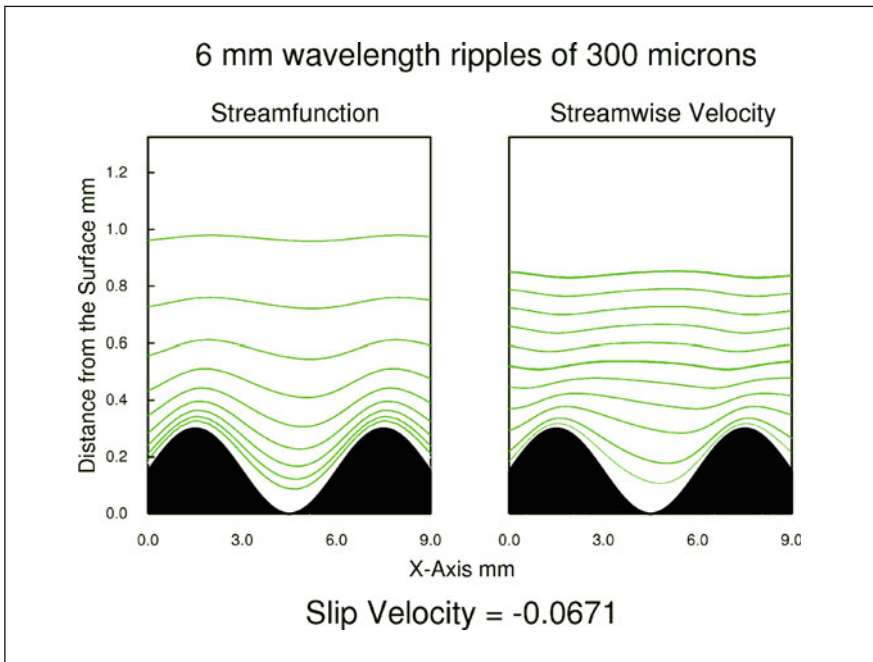 6 mm wavelength ripples of 300 microns
Streamfunction
Streamwise Velocity
Distance from the Surface mm
1.2
1.0
0.8
0.6
0.4
0.2
0.0
0.0 3.0 6.0 9.0
0.0 3.0 6.0 9.0
X-Axis mm
Slip Velocity = -0.0671